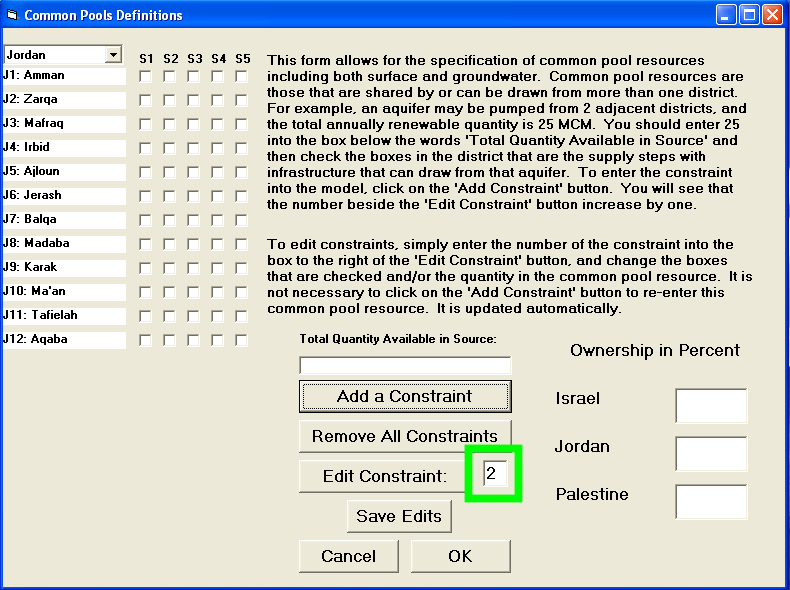 Common Pools Definitions
Jordan
S1 S2 S3 S4 S5
J1: Amman
J2: Zarqa
J3: Mafraq
J4: Irbid
J5: Ajloun
J6: Jerash
J7: Balqa
J8: Madaba
J9: Karak
J10: Ma'an
J11: Tafielah
J12: Aqaba
This form allows for the specification of common pool resources
including both surface and groundwater. Common pool resources are
those that are shared by or can be drawn from more than one district.
For example, an aquifer may be pumped from 2 adjacent districts, and
the total annually renewable quantity is 25 MCM. You should enter 25
into the box below the words 'Total Quantity Available in Source' and
then check the boxes in the district that are the supply steps with
infrastructure that can draw from that aquifer. To enter the constraint
into the model, click on the 'Add Constraint' button. You will see that
the number beside the 'Edit Constraint' button increase by one.
To edit constraints, simply enter the number of the constraint into the
box to the right of the 'Edit Constraint' button, and change the boxes
that are checked and/or the quantity in the common pool resource. It is
not necessary to click on the 'Add Constraint' button to re-enter this
common pool resource. It is updated automatically.
Total Quantity Available in Source:
Add a Constraint
Remove All Constraints
Edit Constraint: 2
Save Edits
Cancel OK
Ownership in Percent
Israel
Jordan
Palestine